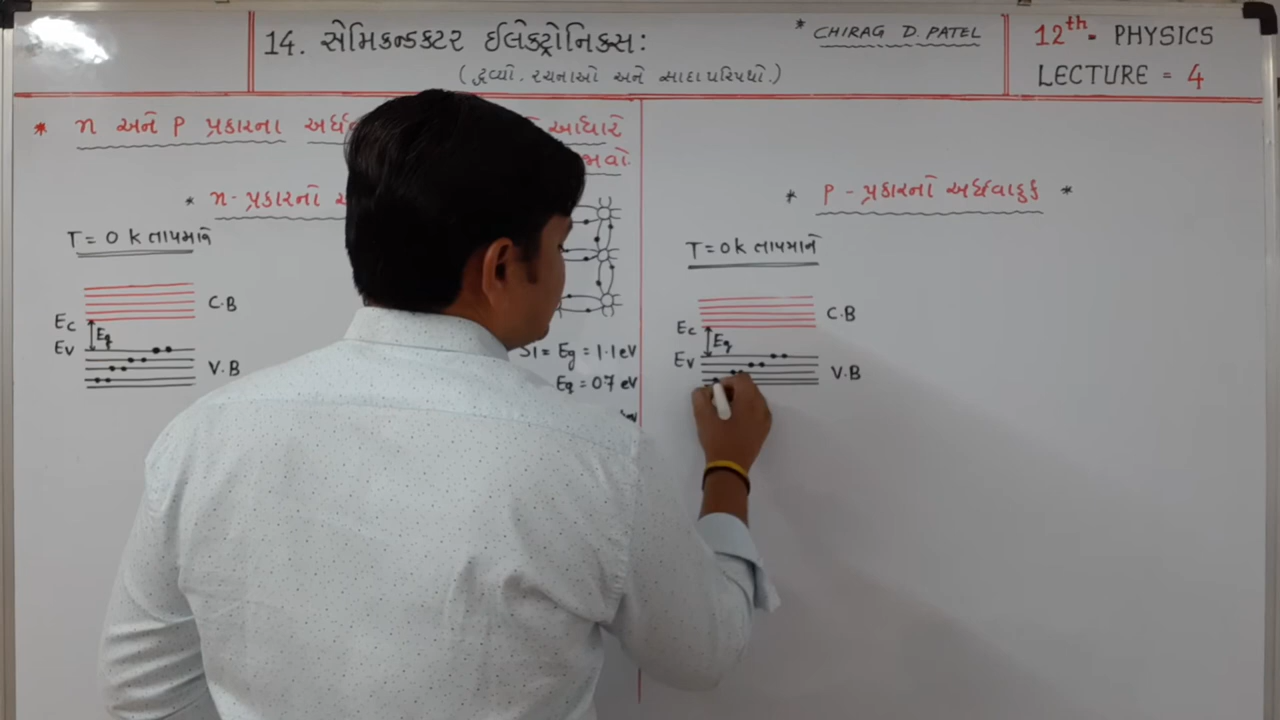 14. સેમિકન્ડક્ટર ઈલેક્ટ્રોનિક્સ:
(દ્રવ્યો. રચનાઓ અને સાદા પરિપથો.)
* CHIRAG D. PATEL
12th - PHYSICS
LECTURE = 4
* n અને P પ્રકારના
આધારે
n- પ્રકારનો
T = 0 K તાપમાને
C.B
Ec
Eg
Ev
V.B
Eg = 1.1 eV
Eg = 0.7 eV
* P - પ્રકારનો અર્ધવાહક *
T = 0 K તાપમાને
C.B
Ec
Eg
Ev
V.B